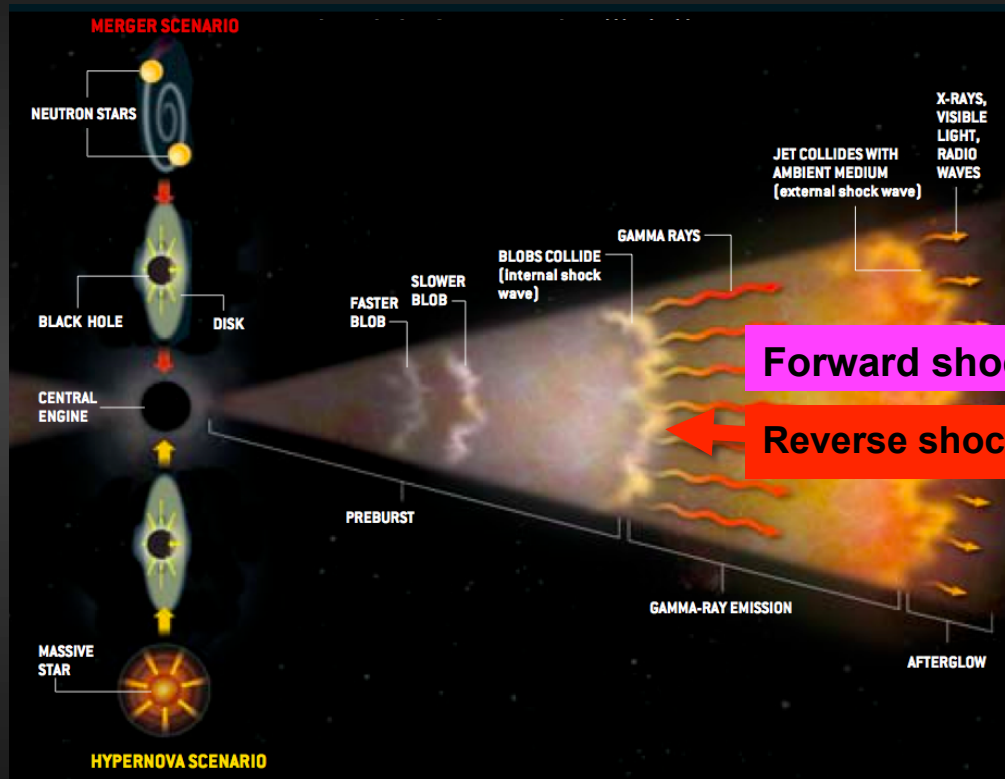 MERGER SCENARIO
NEUTRON STARS
BLACK HOLE
DISK
CENTRAL
ENGINE
MASSIVE
STAR
HYPERNOVA SCENARIO
FASTER
BLOB
SLOWER
BLOB
PREBURST
BLOBS COLLIDE
(internal shock
wave)
GAMMA RAYS
GAMMA-RAY EMISSION
JET COLLIDES WITH
AMBIENT MEDIUM
(external shock wave)
X-RAYS,
VISIBLE
LIGHT,
RADIO
WAVES
Forward shoc
Reverse shoc
AFTERGLOW